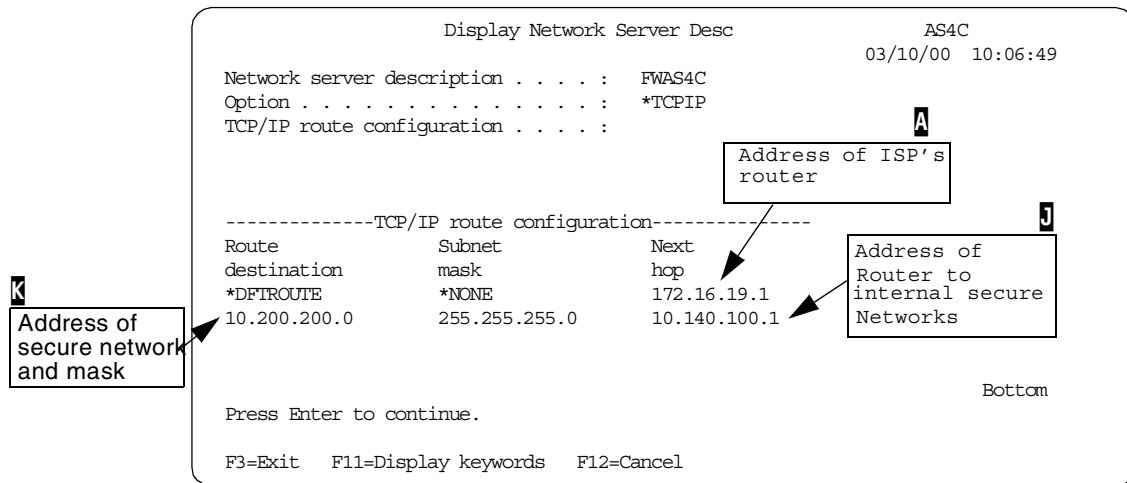 Display Network Server Desc AS4C
03/10/00 10:06:49
Network server description . . . . : FWAS4C
Option . . . . . . . . . . . . . . : *TCPIP
TCP/IP route configuration . . . . :
A
Address of ISP's
router
--------------TCP/IP route configuration---------------
J
Route Subnet Next
destination mask hop
*DFTROUTE *NONE 172.16.19.1
10.200.200.0 255.255.255.0 10.140.100.1
Address of
Router to
internal secure
Networks
K
Address of
secure network
and mask
Bottom
Press Enter to continue.
F3=Exit F11=Display keywords F12=Cancel